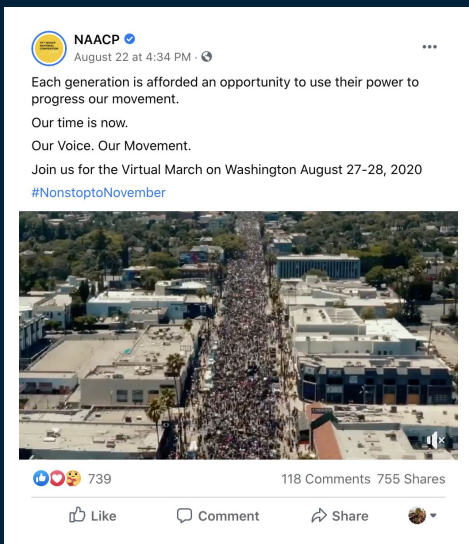 NAACP
August 22 at 4:34 PM ·
Each generation is afforded an opportunity to use their power to
progress our movement.
Our time is now.
Our Voice. Our Movement.
Join us for the Virtual March on Washington August 27-28, 2020
#NonstoptoNovember
739
118 Comments 755 Shares
Like
Comment
Share